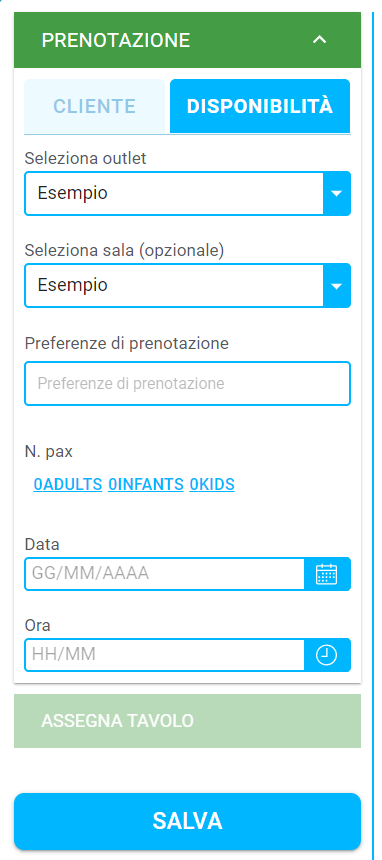 PRENOTAZIONE
CLIENTE DISPONIBILITÀ
Seleziona outlet
Esempio
Seleziona sala (opzionale)
Esempio
Preferenze di prenotazione
Preferenze di prenotazione
N. pax
0ADULTS 0INFANTS 0KIDS
Data
GG/MM/AAAA
Ora
HH/MM
ASSEGNA TAVOLO
SALVA